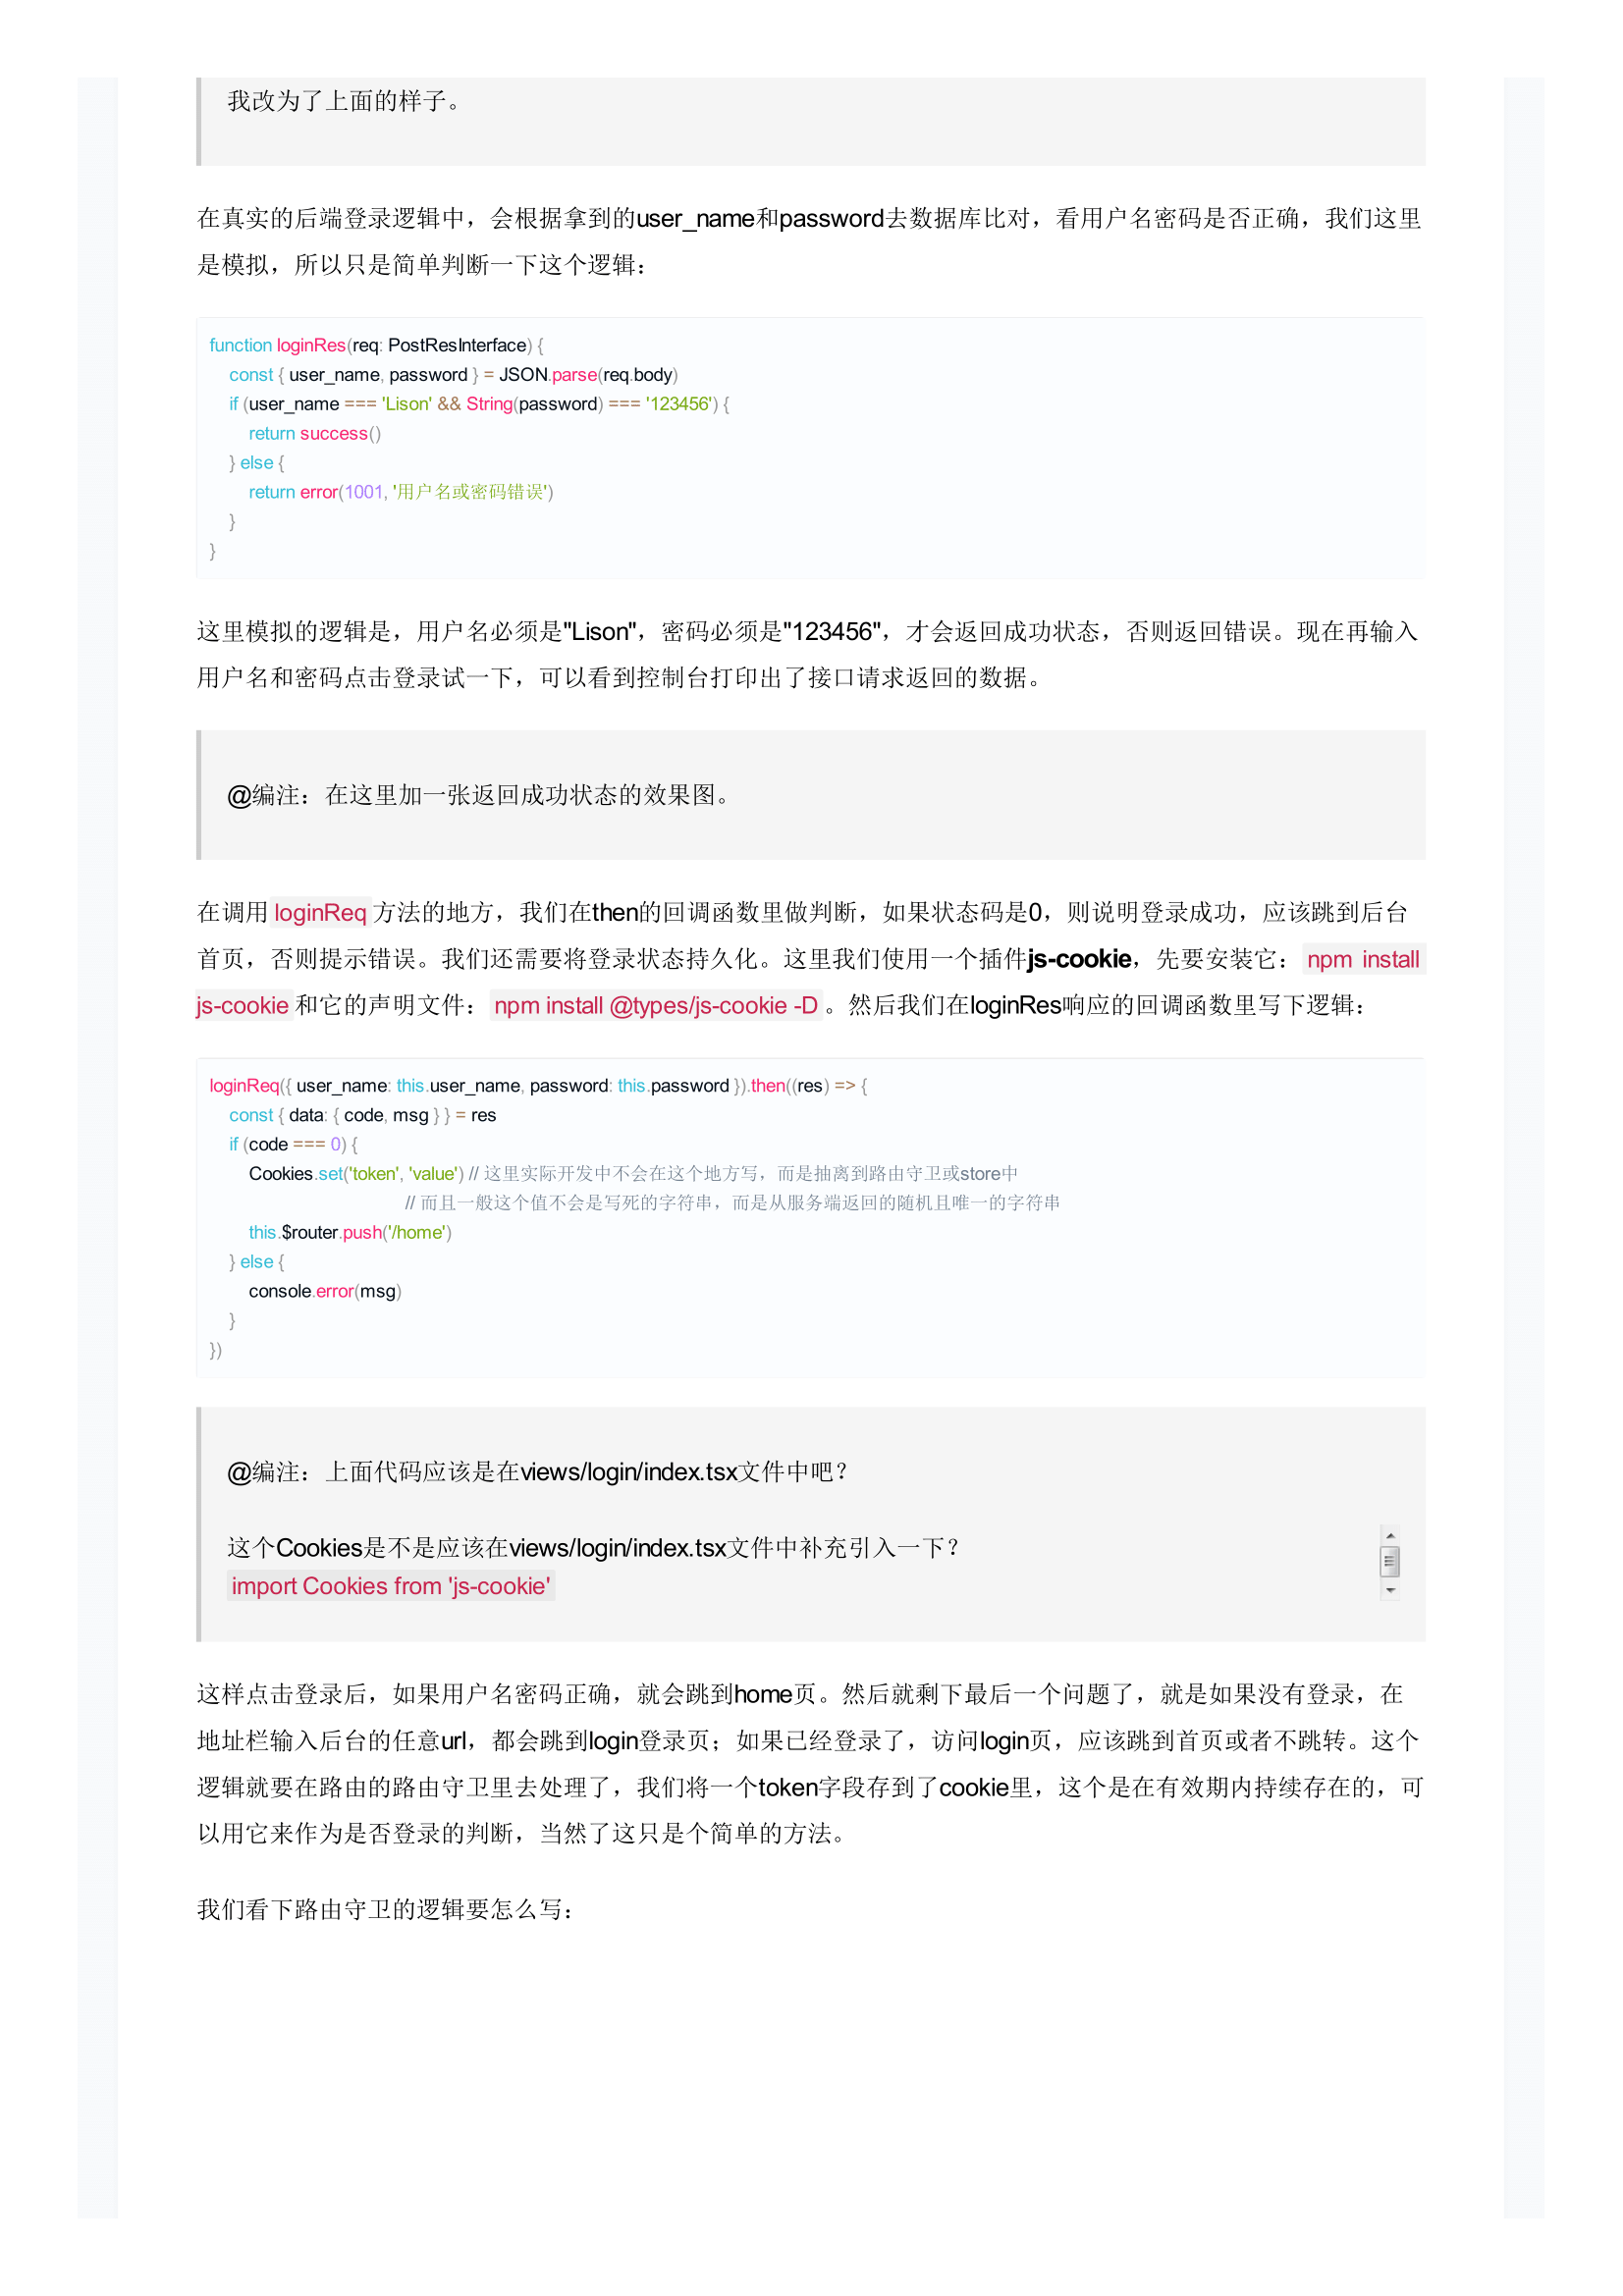 我改为了上面的样子。
在真实的后端登录逻辑中，会根据拿到的user_name和password去数据库比对，看用户名密码是否正确，我们这里
是模拟，所以只是简单判断一下这个逻辑：
function loginRes(req: PostResInterface) {
    const { user_name, password } = JSON.parse(req.body)
    if (user_name === 'Lison' && String(password) === '123456') {
        return success()
    } else {
        return error(1001, '用户名或密码错误')
    }
}
这里模拟的逻辑是，用户名必须是"Lison"，密码必须是"123456"，才会返回成功状态，否则返回错误。现在再输入
用户名和密码点击登录试一下，可以看到控制台打印出了接口请求返回的数据。
@编注：在这里加一张返回成功状态的效果图。
在调用 loginReq 方法的地方，我们在then的回调函数里做判断，如果状态码是0，则说明登录成功，应该跳到后台
首页，否则提示错误。我们还需要将登录状态持久化。这里我们使用一个插件js-cookie，先要安装它： npm install
js-cookie 和它的声明文件： npm install @types/js-cookie -D 。然后我们在loginRes响应的回调函数里写下逻辑：
loginReq({ user_name: this.user_name, password: this.password }).then((res) => {
    const { data: { code, msg } } = res
    if (code === 0) {
        Cookies.set('token', 'value') // 这里实际开发中不会在这个地方写，而是抽离到路由守卫或store中
                                      // 而且一般这个值不会是写死的字符串，而是从服务端返回的随机且唯一的字符串
        this.$router.push('/home')
    } else {
        console.error(msg)
    }
})
@编注：上面代码应该是在views/login/index.tsx文件中吧？
这个Cookies是不是应该在views/login/index.tsx文件中补充引入一下？
import Cookies from 'js-cookie'
这样点击登录后，如果用户名密码正确，就会跳到home页。然后就剩下最后一个问题了，就是如果没有登录，在
地址栏输入后台的任意url，都会跳到login登录页；如果已经登录了，访问login页，应该跳到首页或者不跳转。这个
逻辑就要在路由的路由守卫里去处理了，我们将一个token字段存到了cookie里，这个是在有效期内持续存在的，可
以用它来作为是否登录的判断，当然了这只是个简单的方法。
我们看下路由守卫的逻辑要怎么写：